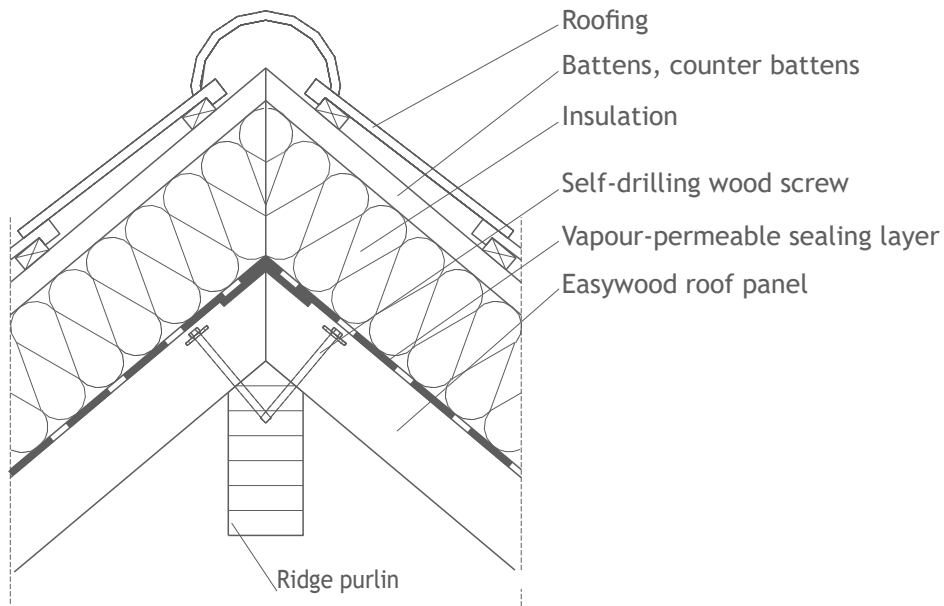 Roofing
Battens, counter battens
Insulation
Self-drilling wood screw
Vapour-permeable sealing layer
Easywood roof panel
Ridge purlin